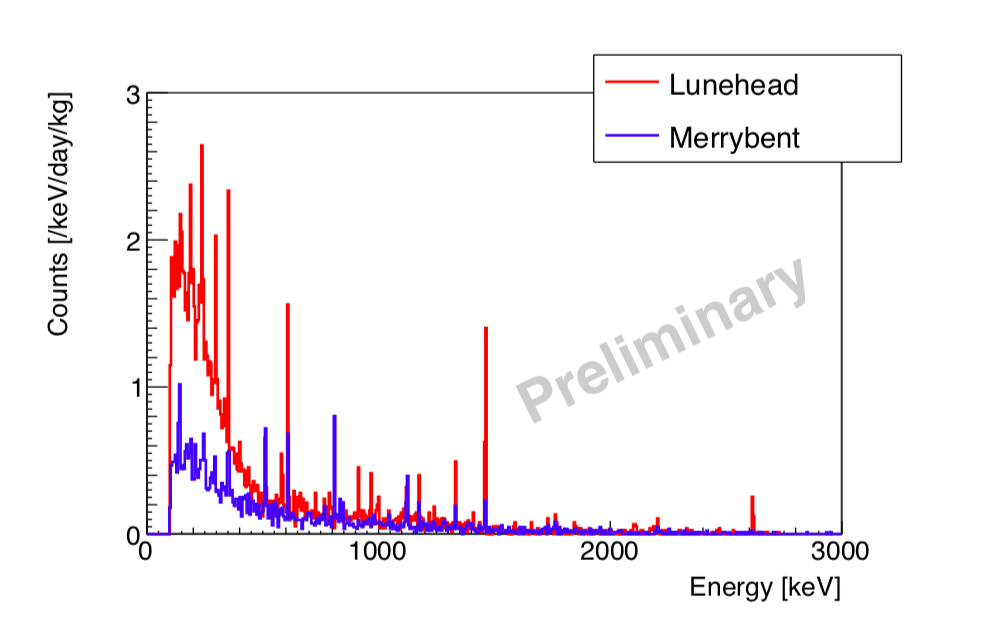 Lunehead
Merrybent
Counts [/keV/day/kg]
3
2
1
0
Preliminary
0
1000
2000
3000
Energy [keV]